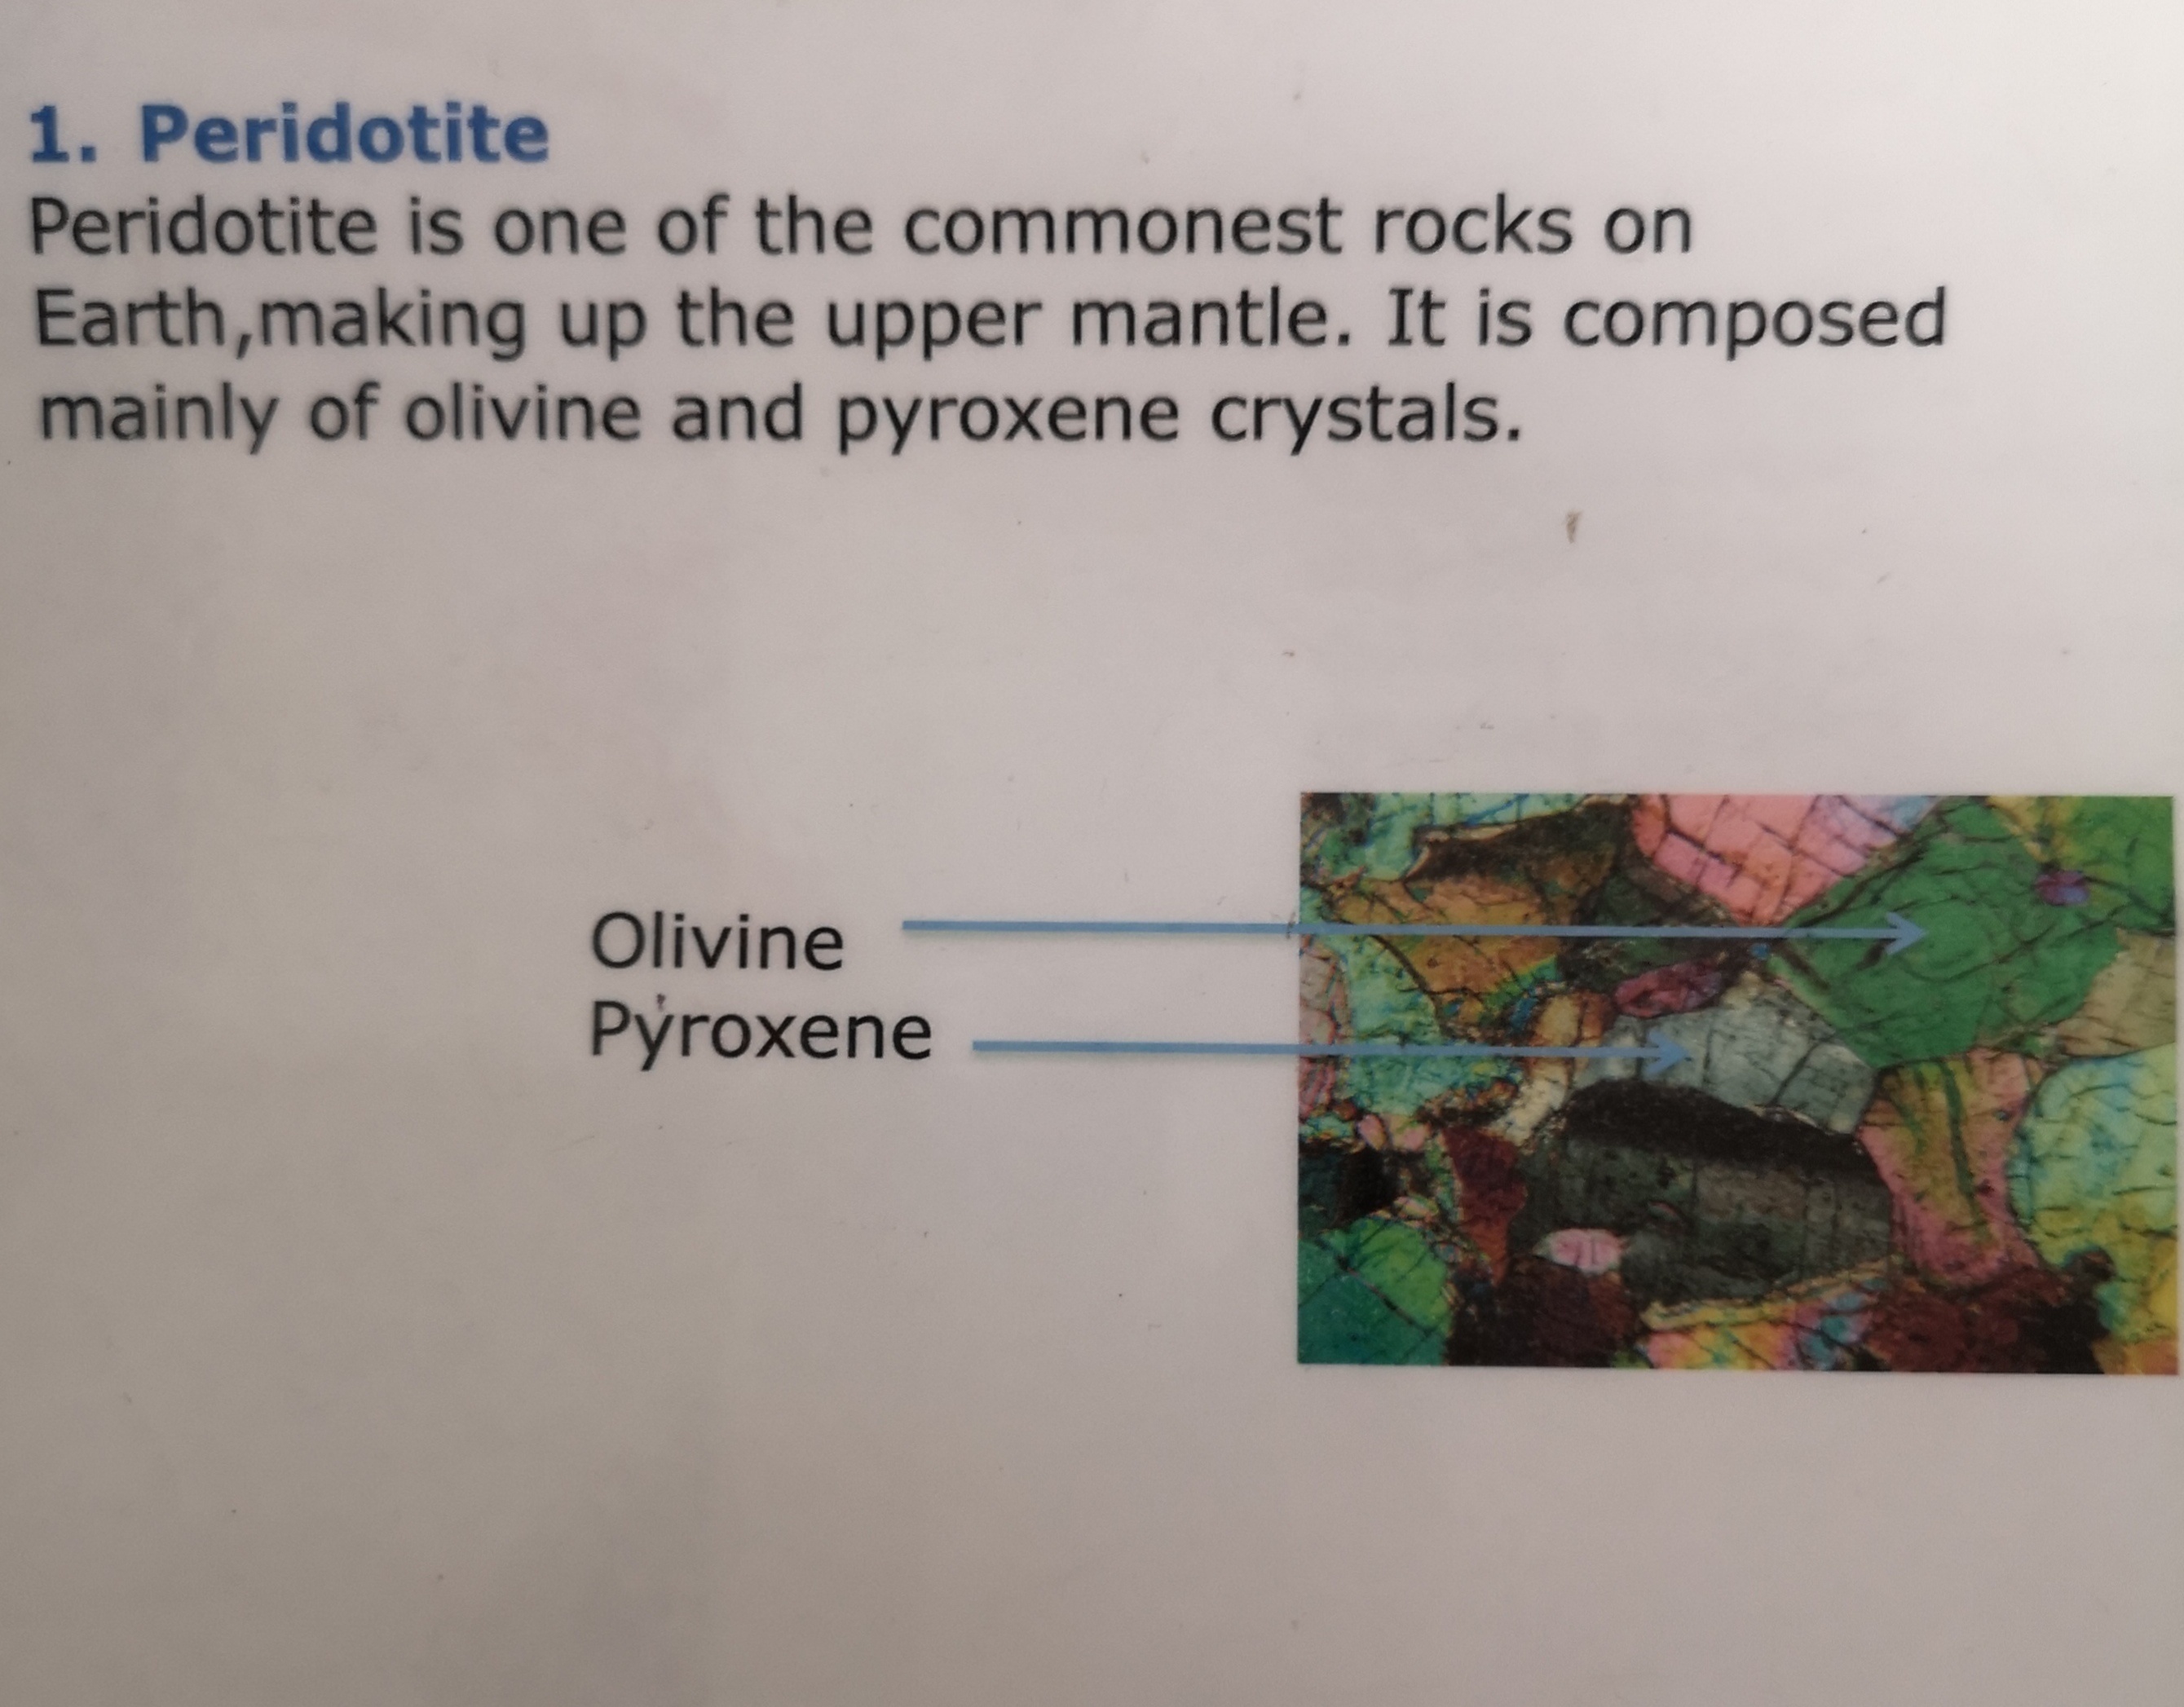 1. Peridotite
Peridotite is one of the commonest rocks on
Earth,making up the upper mantle. It is composed
mainly of olivine and pyroxene crystals.
Olivine
Pyroxene